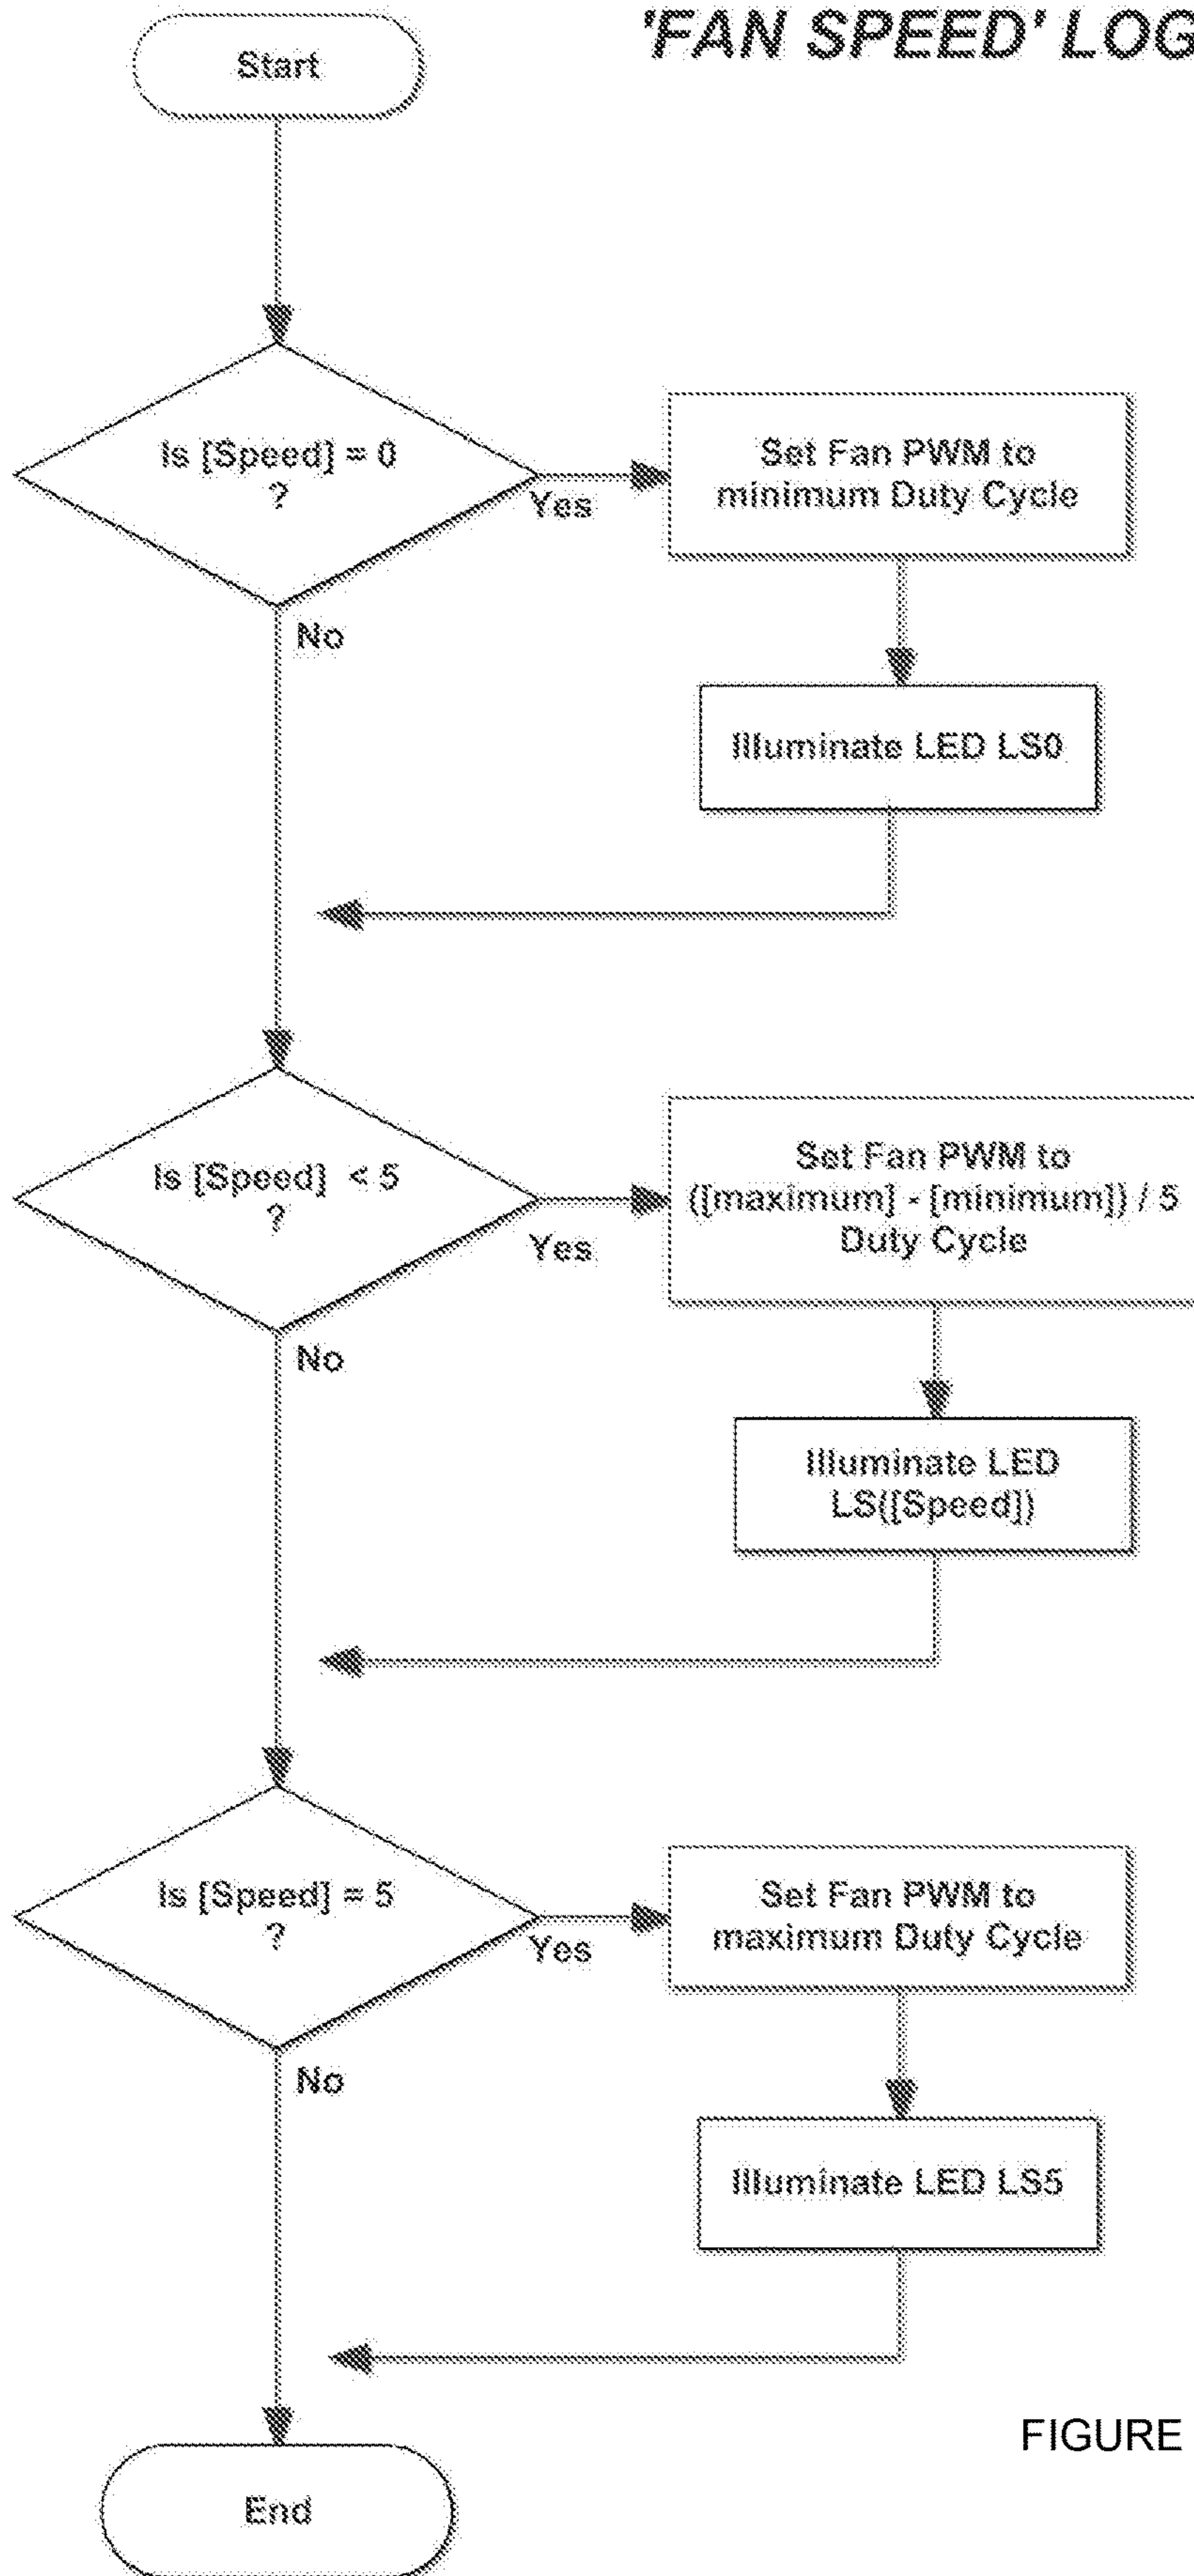 'FAN SPEED' LOG
Start
Is [Speed] = 0
?
Yes
No
Set Fan PWM to
minimum Duty Cycle
Illuminate LED LS0
Is [Speed] < 5
?
Yes
No
Set Fan PWM to
([maximum] - [minimum]) / 5
Duty Cycle
Illuminate LED
LS([Speed])
Is [Speed] = 5
?
Yes
No
Set Fan PWM to
maximum Duty Cycle
Illuminate LED LS5
End
FIGURE